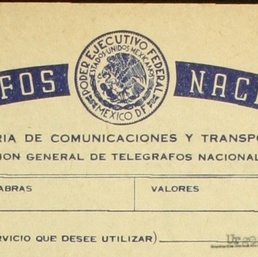 PODER EJECUTIVO FEDERAL
ESTADOS UNIDOS MEXICANOS
MEXICO D.F.
FOS NAC
RIA DE COMUNICACIONES Y TRANSPO
ION GENERAL DE TELEGRAFOS NACIONAL
ABRAS VALORES
RVICIO QUE DESEE UTILIZAR)